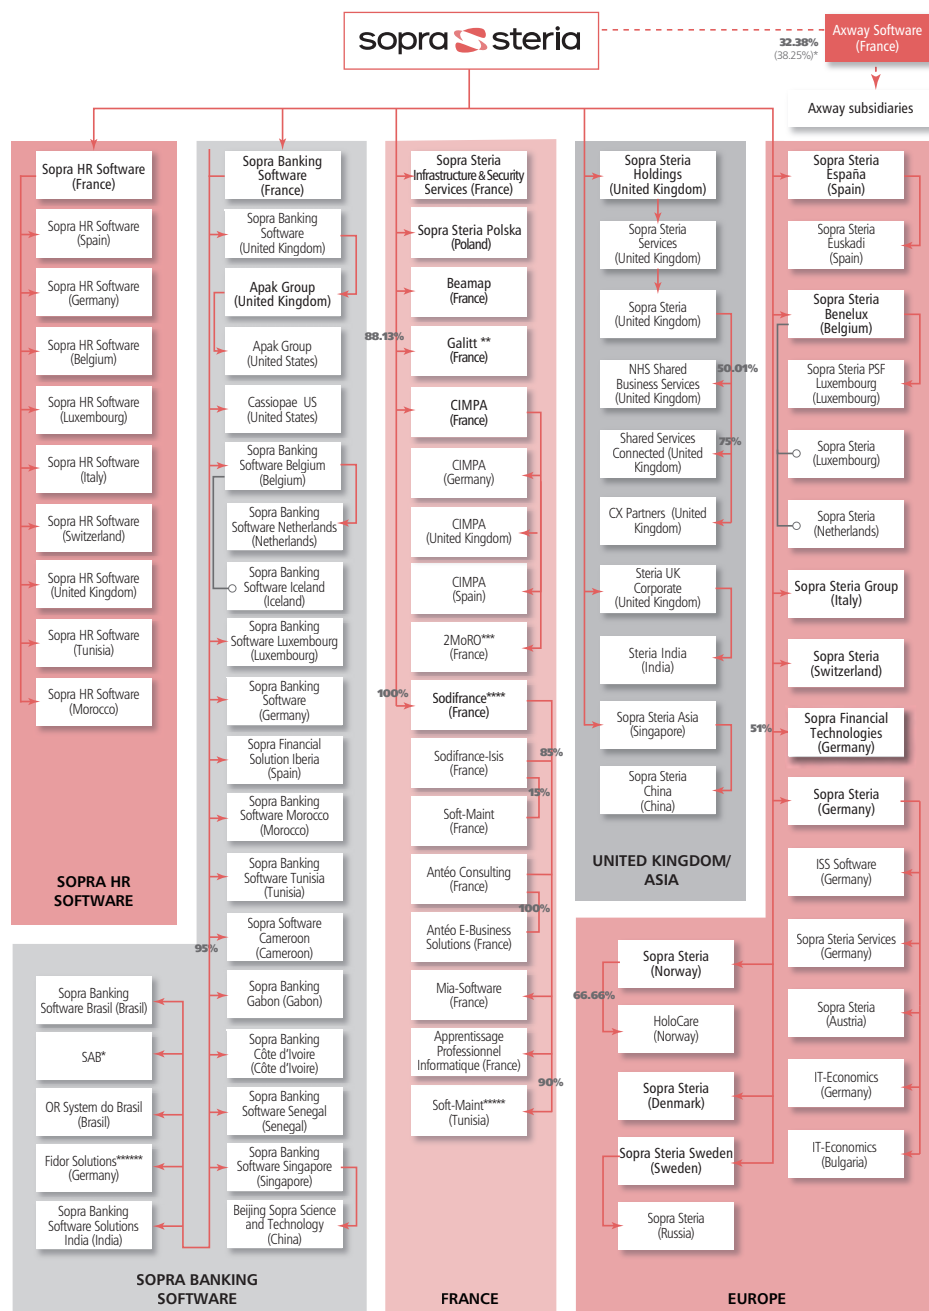 sopra steria
32.38%
(38.25%)*
Axway Software
(France)
Axway subsidiaries
Sopra HR Software
(France)
Sopra HR Software
(Spain)
Sopra HR Software
(Germany)
Sopra HR Software
(Belgium)
Sopra HR Software
(Luxembourg)
Sopra HR Software
(Italy)
Sopra HR Software
(Switzerland)
Sopra HR Software
(United Kingdom)
Sopra HR Software
(Tunisia)
Sopra HR Software
(Morocco)
SOPRA HR
SOFTWARE
Sopra Banking
Software
(France)
Sopra Banking
Software
(United Kingdom)
Apak Group
(United Kingdom)
Apak Group
(United States)
Cassiopae US
(United States)
Sopra Banking
Software Belgium
(Belgium)
Sopra Banking
Software Netherlands
(Netherlands)
Sopra Banking
Software Iceland
(Iceland)
Sopra Banking
Software Luxembourg
(Luxembourg)
Sopra Banking
Software
(Germany)
Sopra Financial
Solution Iberia
(Spain)
Sopra Banking
Software Morocco
(Morocco)
Sopra Banking
Software Tunisia
(Tunisia)
Sopra Software
Cameroon
(Cameroon)
95%
Sopra Banking
Gabon (Gabon)
Sopra Banking
Côte d'Ivoire
(Côte d'Ivoire)
Sopra Banking
Software Senegal
(Senegal)
Sopra Banking
Software Singapore
(Singapore)
Beijing Sopra Science
and Technology
(China)
Sopra Banking
Software Brasil (Brasil)
SAB*
OR System do Brasil
(Brasil)
Fidor Solutions******
(Germany)
Sopra Banking
Software Solutions
India (India)
SOPRA BANKING
SOFTWARE
Sopra Steria
Infrastructure & Security
Services (France)
Sopra Steria Polska
(Poland)
Beamap
(France)
88.13%
Galitt **
(France)
CIMPA
(France)
CIMPA
(Germany)
CIMPA
(United Kingdom)
CIMPA
(Spain)
2MoRO***
(France)
100%
Sodifrance****
(France)
85%
Sodifrance-Isis
(France)
15%
Soft-Maint
(France)
Antéo Consulting
(France)
100%
Antéo E-Business
Solutions (France)
Mia-Software
(France)
Apprentissage
Professionnel
Informatique (France)
90%
Soft-Maint*****
(Tunisia)
FRANCE
Sopra Steria
Holdings
(United Kingdom)
Sopra Steria
Services
(United Kingdom)
Sopra Steria
(United Kingdom)
NHS Shared
Business Services
(United Kingdom)
50.01%
Shared Services
Connected (United
Kingdom)
75%
CX Partners (United
Kingdom)
Steria UK
Corporate
(United Kingdom)
Steria India
(India)
Sopra Steria Asia
(Singapore)
Sopra Steria
China
(China)
UNITED KINGDOM/
ASIA
Sopra Steria
España
(Spain)
Sopra Steria
Euskadi
(Spain)
Sopra Steria
Benelux
(Belgium)
Sopra Steria PSF
Luxembourg
(Luxembourg)
Sopra Steria
(Luxembourg)
Sopra Steria
(Netherlands)
Sopra Steria Group
(Italy)
Sopra Steria
(Switzerland)
51%
Sopra Financial
Technologies
(Germany)
Sopra Steria
(Germany)
ISS Software
(Germany)
Sopra Steria Services
(Germany)
Sopra Steria
(Austria)
IT-Economics
(Germany)
IT-Economics
(Bulgaria)
Sopra Steria
(Norway)
66.66%
HoloCare
(Norway)
Sopra Steria
(Denmark)
Sopra Steria Sweden
(Sweden)
Sopra Steria
(Russia)
EUROPE